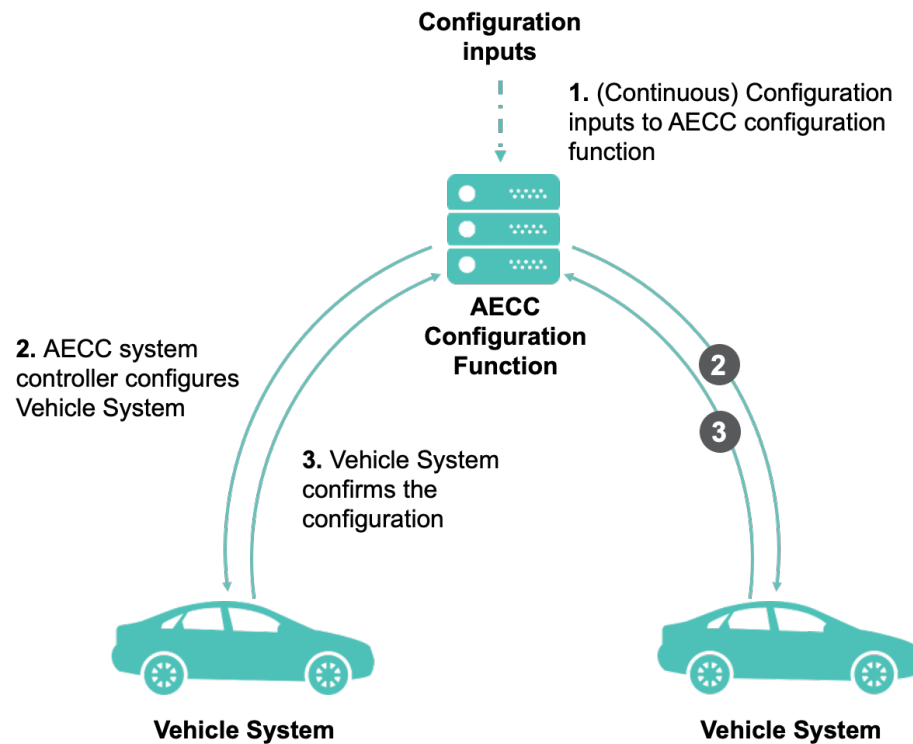 Configuration
inputs
1. (Continuous) Configuration
inputs to AECC configuration
function
AECC
Configuration
Function
2. AECC system
controller configures
Vehicle System
3. Vehicle System
confirms the
configuration
2
3
Vehicle System
Vehicle System